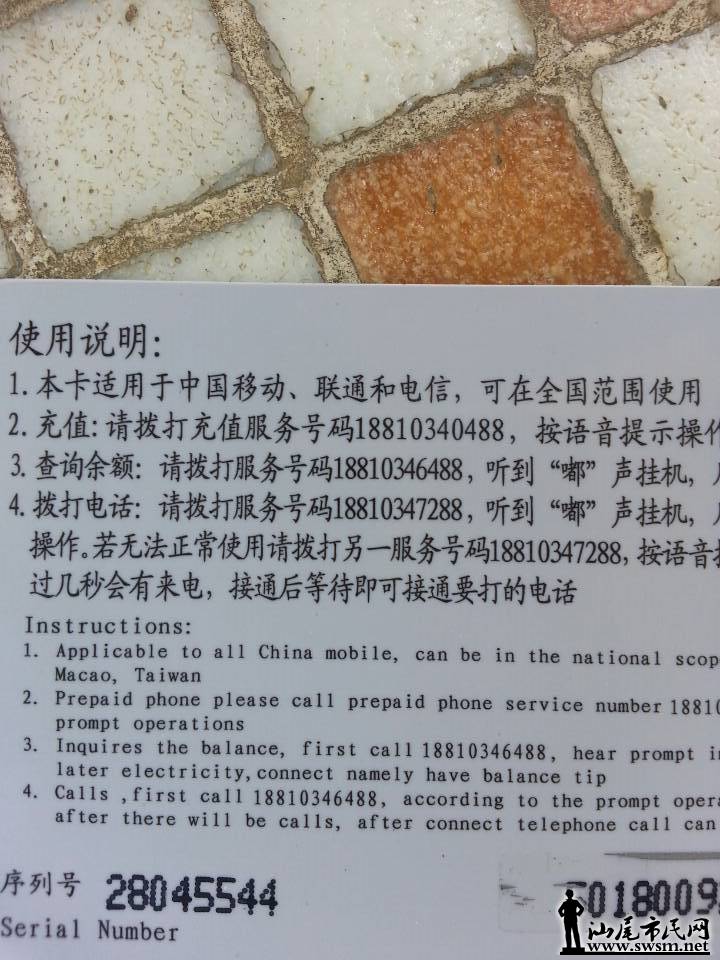 使用说明:
1. 本卡适用于中国移动、联通和电信，可在全国范围使用
2. 充值: 请拨打充值服务号码18810340488，按语音提示操作
3. 查询余额: 请拨打服务号码18810346488，听到“嘟”声挂机，
4. 拨打电话: 请拨打服务号码18810347288，听到“嘟”声挂机，
操作。若无法正常使用请拨打另一服务号码18810347288，按语音
过几秒会有来电，接通后等待即可接通要打的电话
Instructions:
1. Applicable to all China mobile, can be in the national scop
Macao, Taiwan
2. Prepaid phone please call prepaid phone service number 18810
prompt operations
3. Inquires the balance, first call 18810346488, hear prompt i
later electricity,connect namely have balance tip
4. Calls ,first call 18810346488, according to the prompt oper
after there will be calls, after connect telephone call can
序列号 28045544
Serial Number
018009
汕尾市民网
www.swsm.net